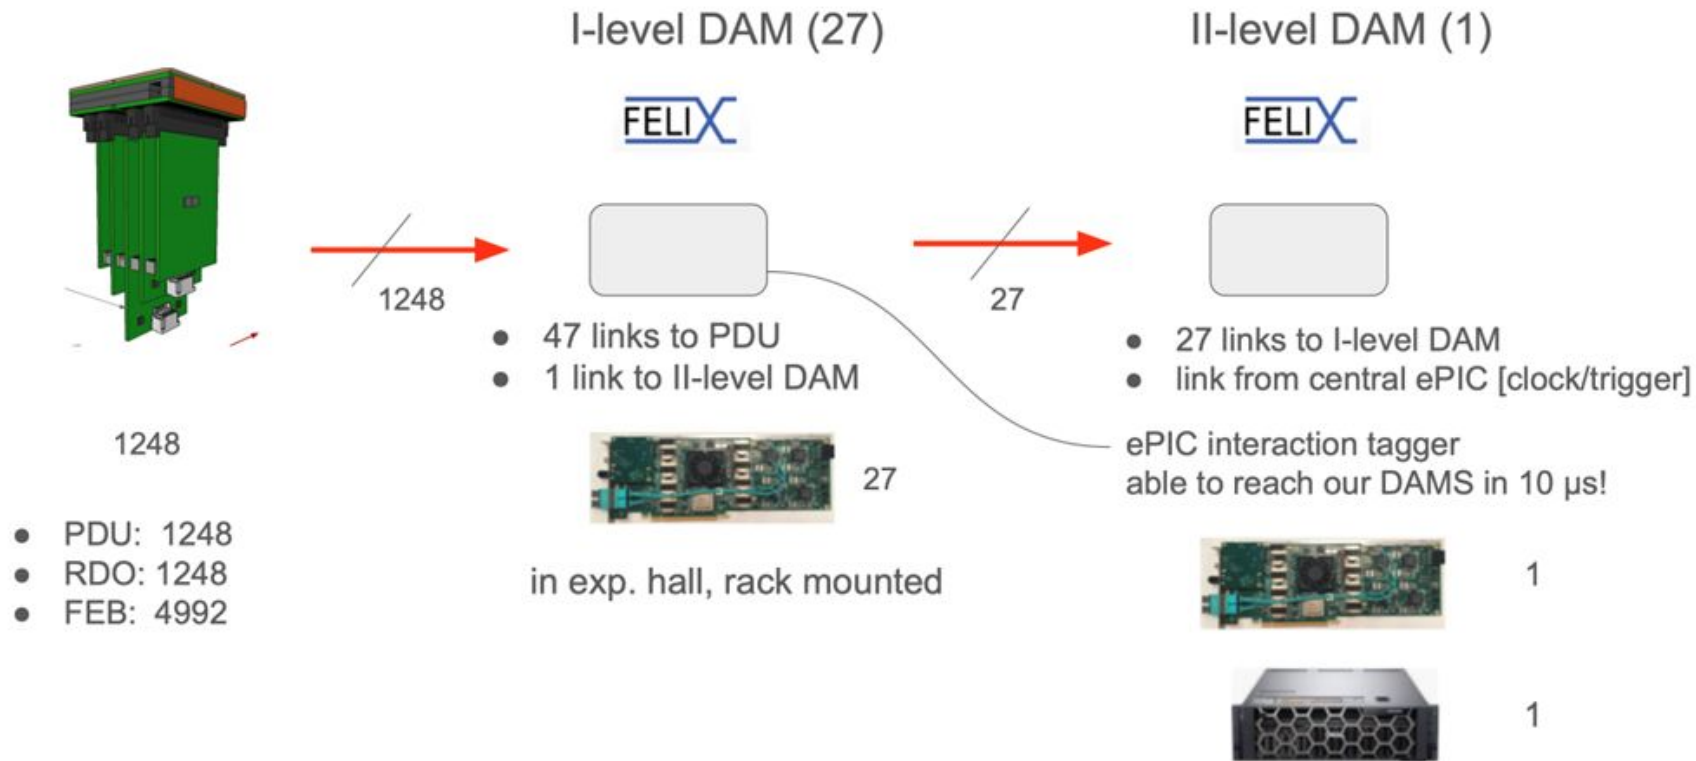 I-level DAM (27)
II-level DAM (1)
FELIX
FELIX
1248
27
• 47 links to PDU
• 1 link to II-level DAM
• 27 links to I-level DAM
• link from central ePIC [clock/trigger]
1248
ePIC interaction tagger
able to reach our DAMS in 10 μs!
27
• PDU: 1248
• RDO: 1248
• FEB: 4992
in exp. hall, rack mounted
1
1